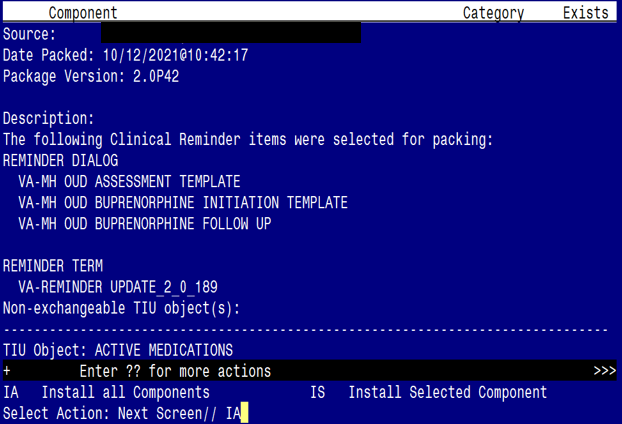 Component Category Exists
Source:
Date Packed: 10/12/2021@10:42:17
Package Version: 2.0P42
Description:
The following Clinical Reminder items were selected for packing:
REMINDER DIALOG
VA-MH OUD ASSESSMENT TEMPLATE
VA-MH OUD BUPRENORPHINE INITIATION TEMPLATE
VA-MH OUD BUPRENORPHINE FOLLOW UP
REMINDER TERM
VA-REMINDER UPDATE_2_0_189
Non-exchangeable TIU object(s):
-------------------------------------------------------------------------------
TIU Object: ACTIVE MEDICATIONS
+ Enter ?? for more actions >>>
IA Install all Components IS Install Selected Component
Select Action: Next Screen// IA